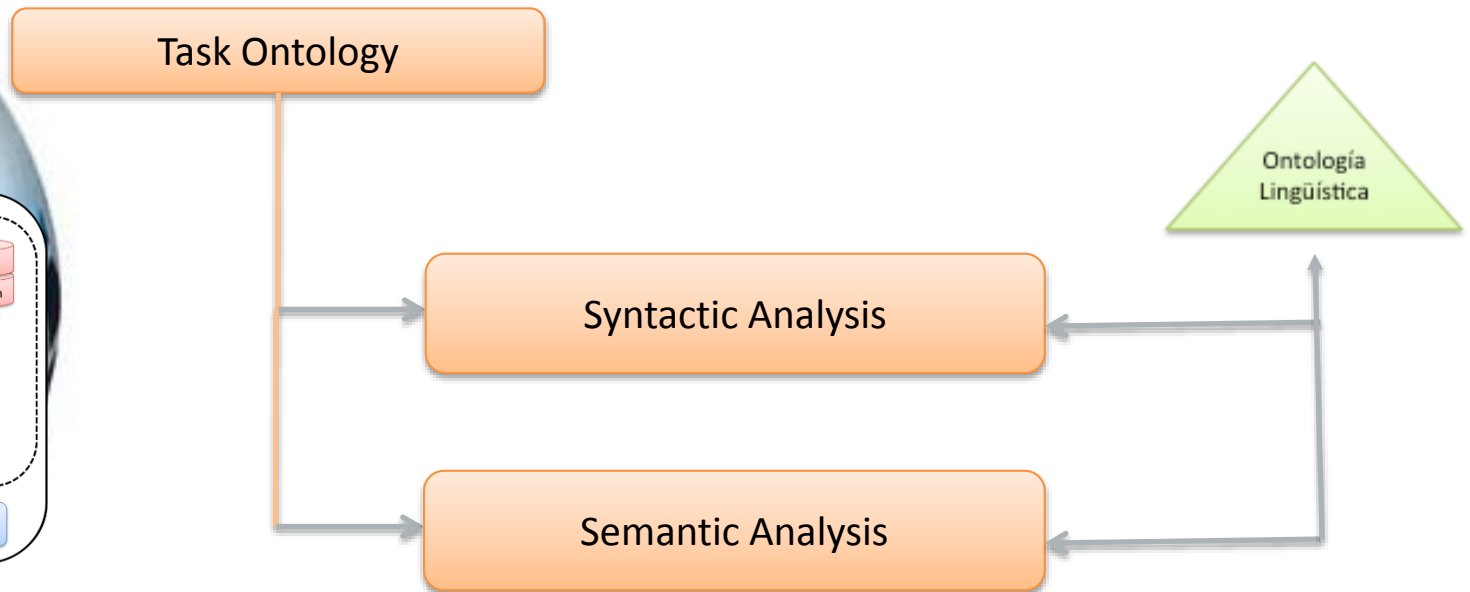 Task Ontology
Ontología
Lingüística
Syntactic Analysis
Semantic Analysis